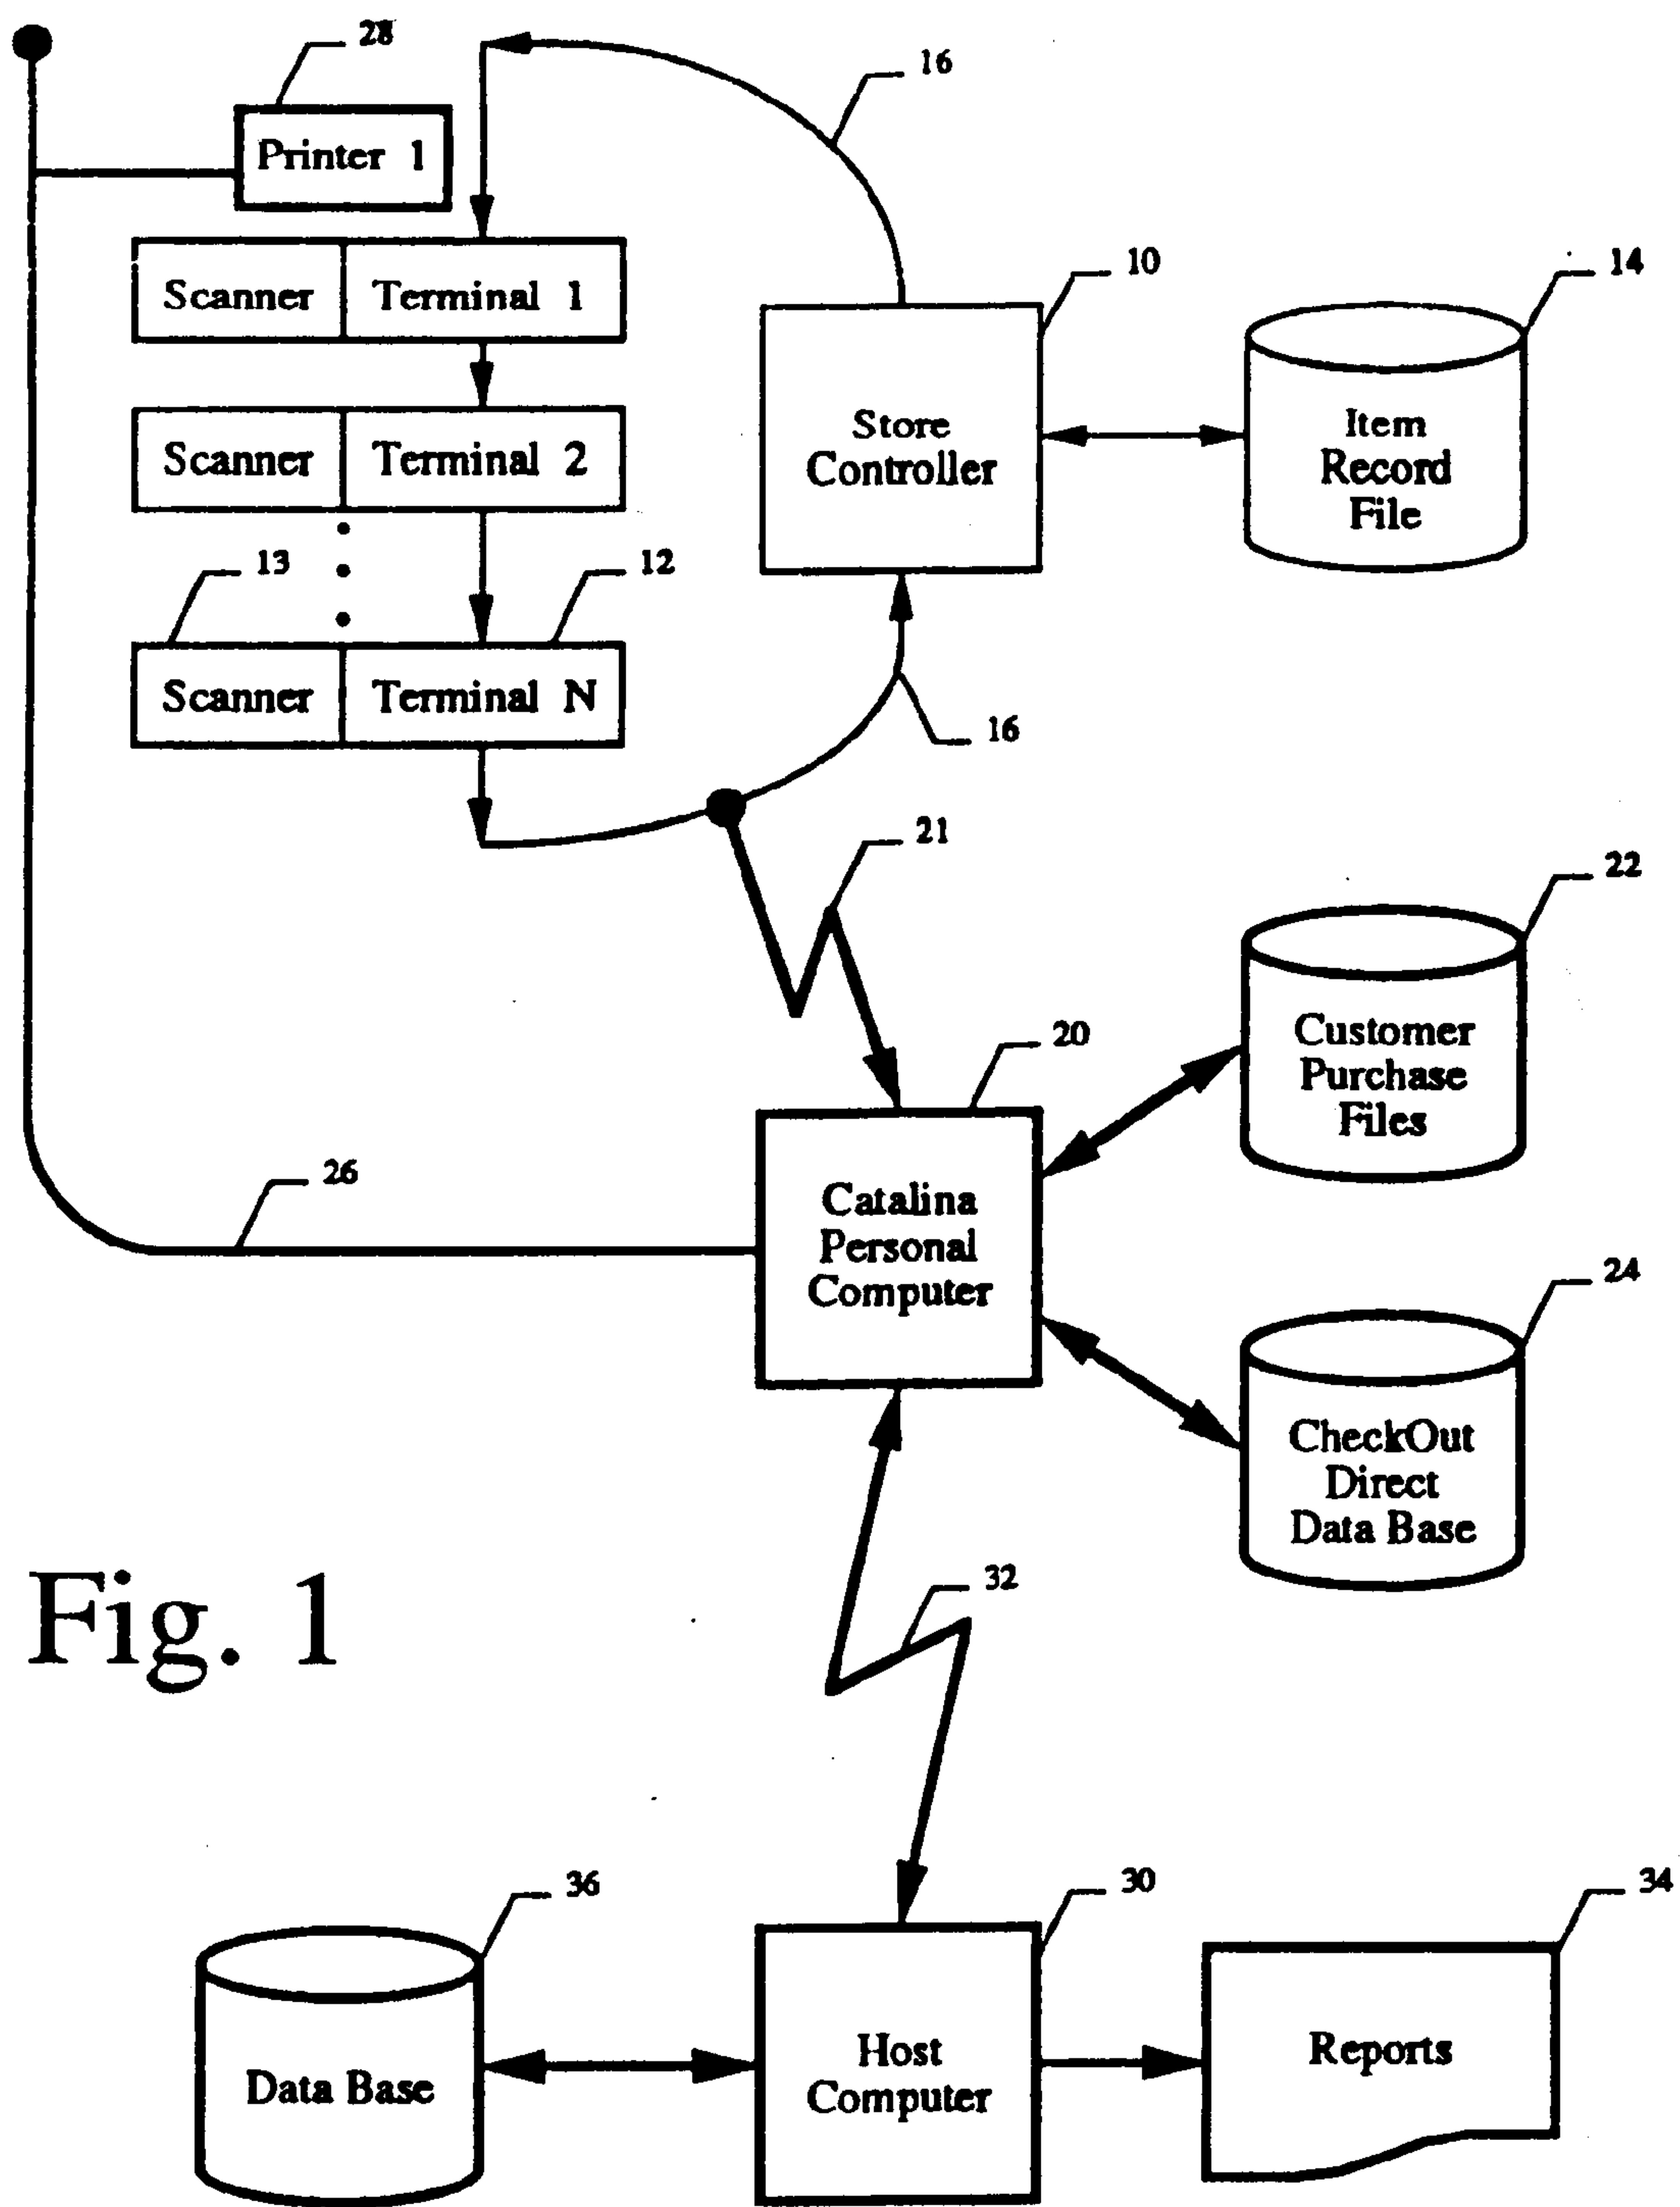 28
16
Printer 1
Scanner Terminal 1
10
14
Scanner Terminal 2
Store
Controller
Item
Record
File
13
12
Scanner Terminal N
16
21
22
20
Customer
Purchase
Files
26
Catalina
Personal
Computer
24
CheckOut
Direct
Data Base
32
Fig. 1
36
30
34
Data Base
Host
Computer
Reports